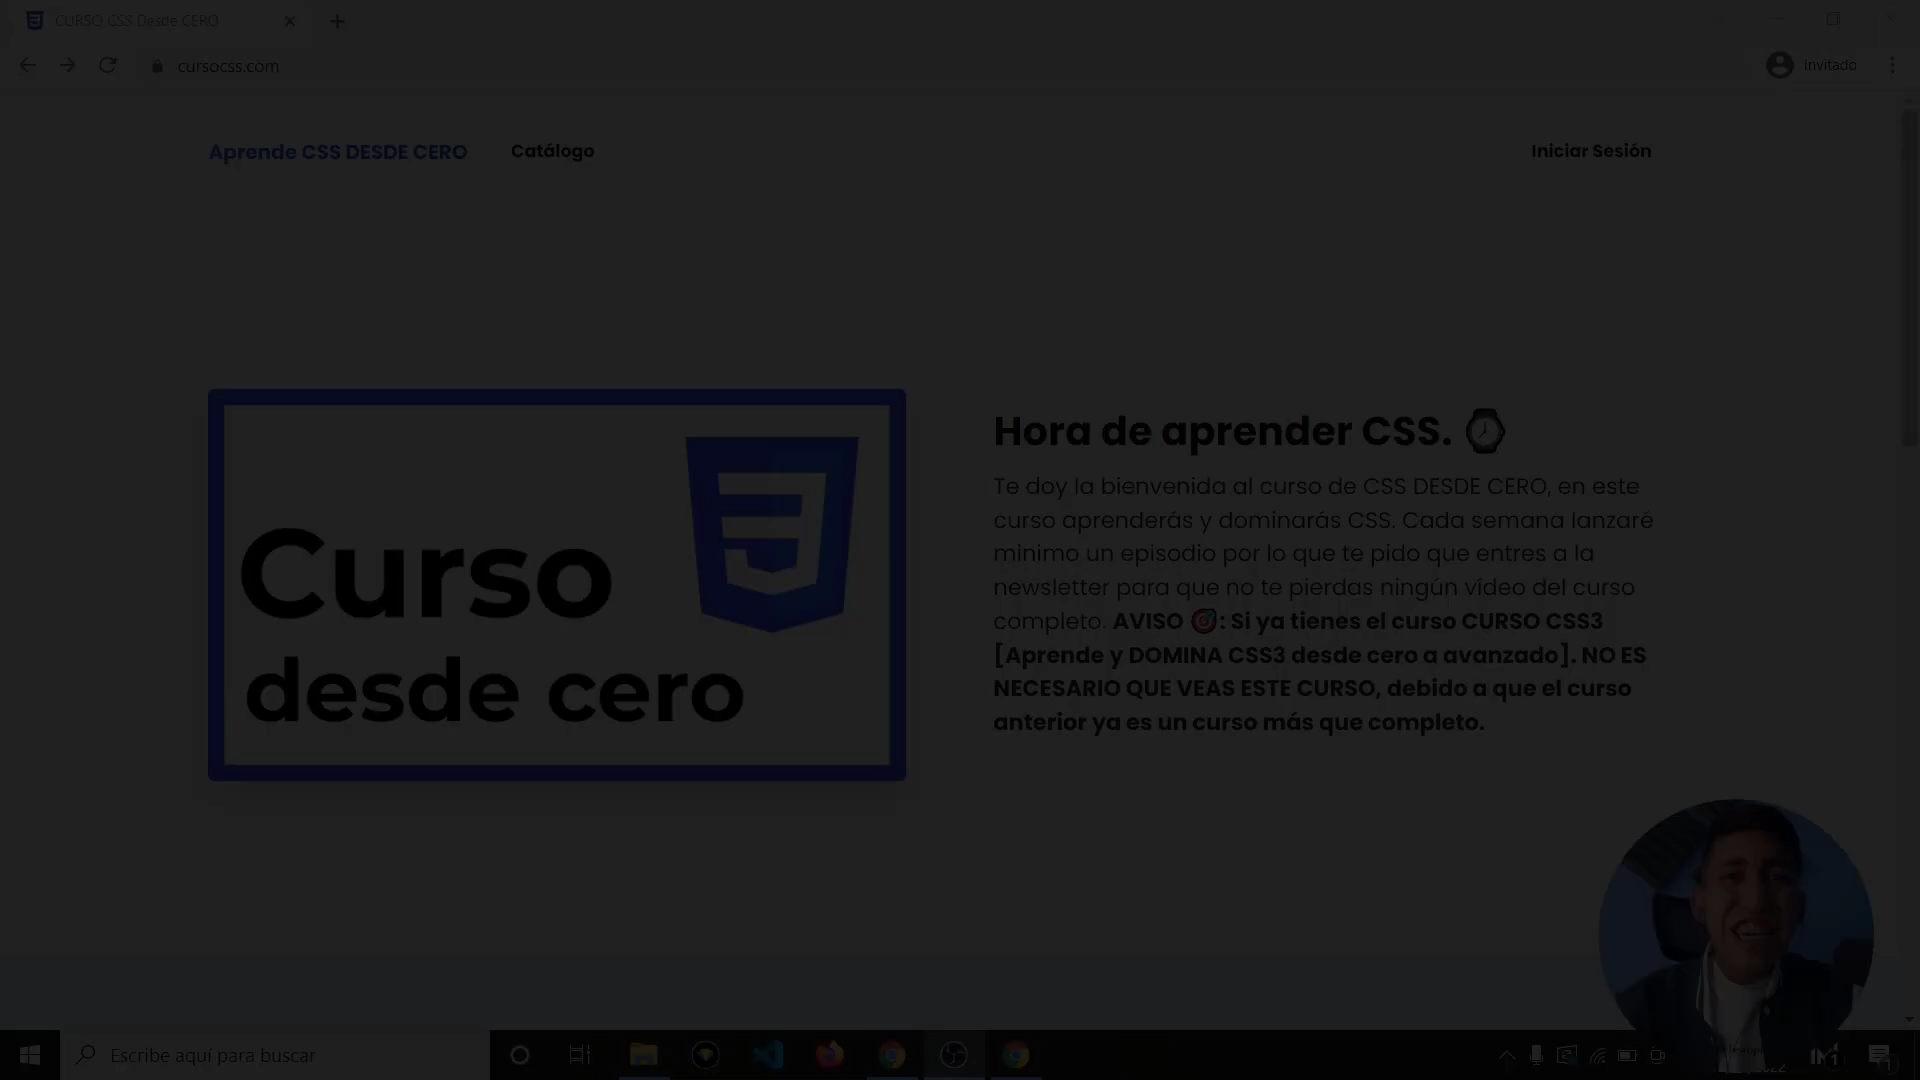 CURSO CSS Desde CERO
cursocss.com
Invitado
Aprende CSS DESDE CERO
Catálogo
Iniciar Sesión
Curso
desde cero
Hora de aprender CSS.
Te doy la bienvenida al curso de CSS DESDE CERO, en este
curso aprenderás y dominarás CSS. Cada semana lanzaré
minimo un episodio por lo que te pido que entres a la
newsletter para que no te pierdas ningún vídeo del curso
completo. AVISO 🎯: Si ya tienes el curso CURSO CSS3
[Aprende y DOMINA CSS3 desde cero a avanzado]. NO ES
NECESARIO QUE VEAS ESTE CURSO, debido a que el curso
anterior ya es un curso más que completo.
Escribe aquí para buscar